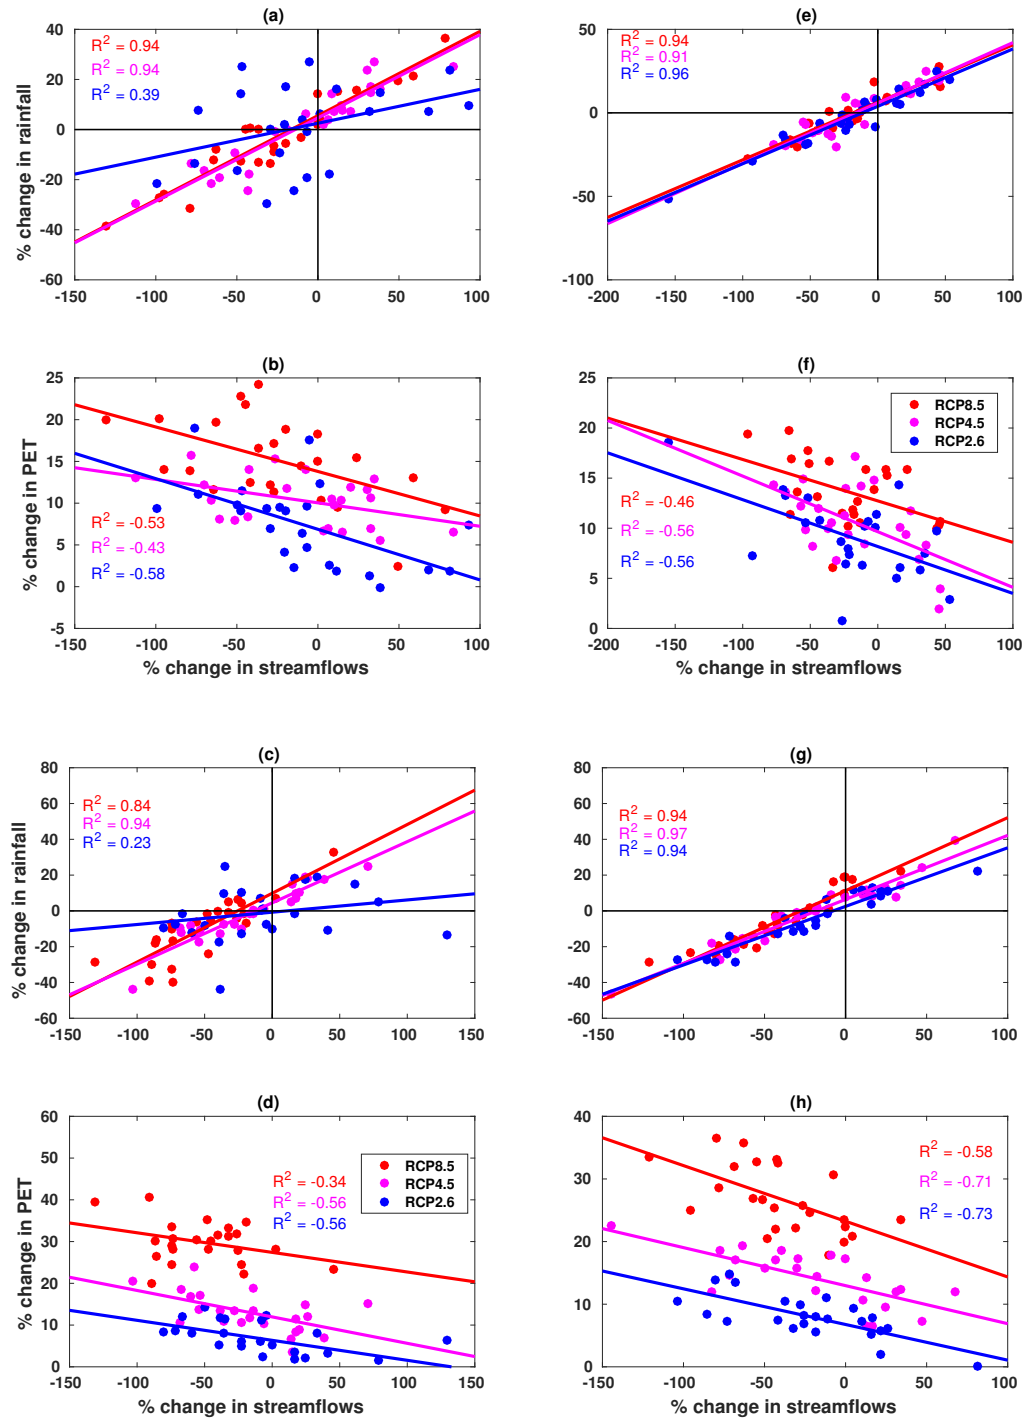 (a)
40
20
0
-20
-40
-60
% change in rainfall
R2 = 0.94
R2 = 0.94
R2 = 0.39
-150 -100 -50 0 50 100
(e)
50
0
-50
-100
R2 = 0.94
R2 = 0.91
R2 = 0.96
-200 -150 -100 -50 0 50 100
(b)
25
20
15
10
5
0
-5
% change in PET
R2 = -0.53
R2 = -0.43
R2 = -0.58
-150 -100 -50 0 50 100
% change in streamflows
(f)
25
20
15
10
5
0
RCP8.5
RCP4.5
RCP2.6
R2 = -0.46
R2 = -0.56
R2 = -0.56
-200 -150 -100 -50 0 50 100
% change in streamflows
(c)
80
60
40
20
0
-20
-40
-60
% change in rainfall
R2 = 0.84
R2 = 0.94
R2 = 0.23
-150 -100 -50 0 50 100 150
(g)
80
60
40
20
0
-20
-40
-60
R2 = 0.94
R2 = 0.97
R2 = 0.94
-150 -100 -50 0 50 100
(d)
60
50
40
30
20
10
0
% change in PET
RCP8.5
RCP4.5
RCP2.6
R2 = -0.34
R2 = -0.56
R2 = -0.56
-150 -100 -50 0 50 100 150
% change in streamflows
(h)
40
30
20
10
0
R2 = -0.58
R2 = -0.71
R2 = -0.73
-150 -100 -50 0 50 100
% change in streamflows